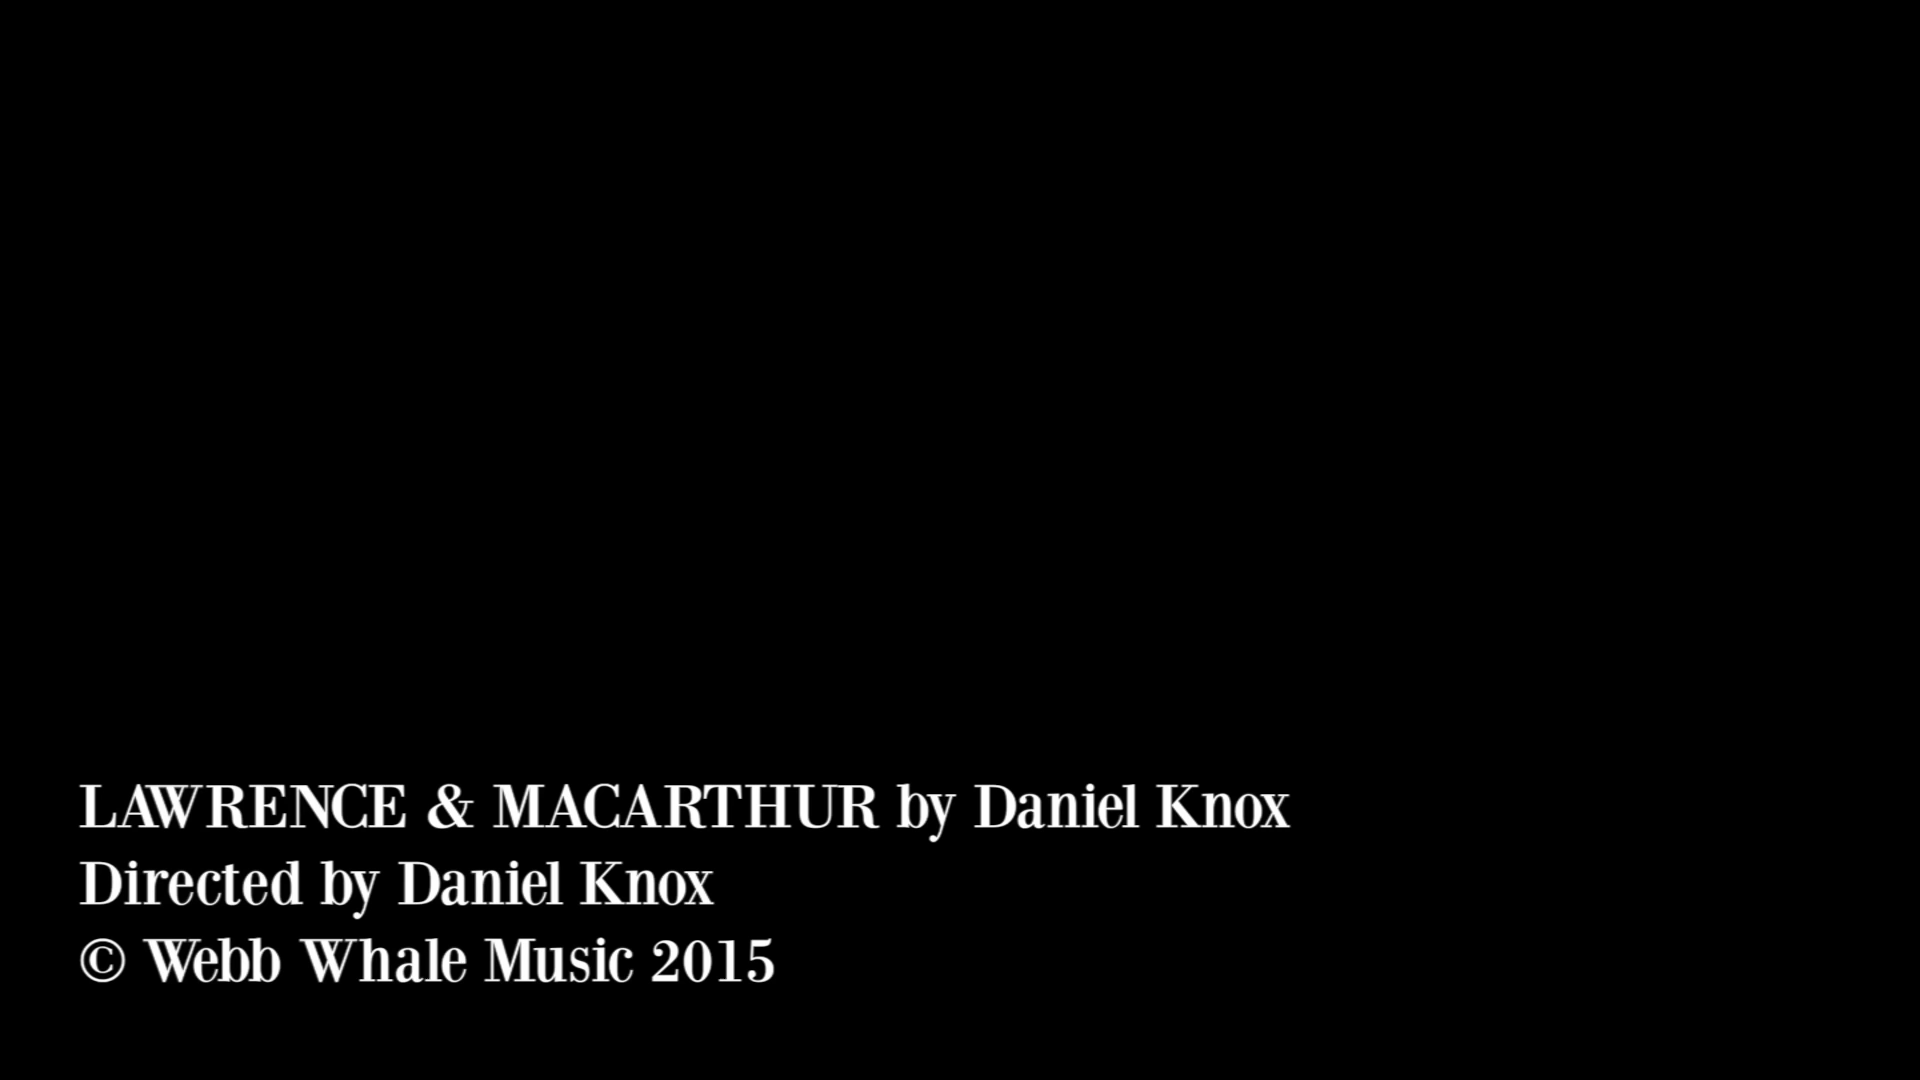 LAWRENCE & MACARTHUR by Daniel Knox
Directed by Daniel Knox
© Webb Whale Music 2015